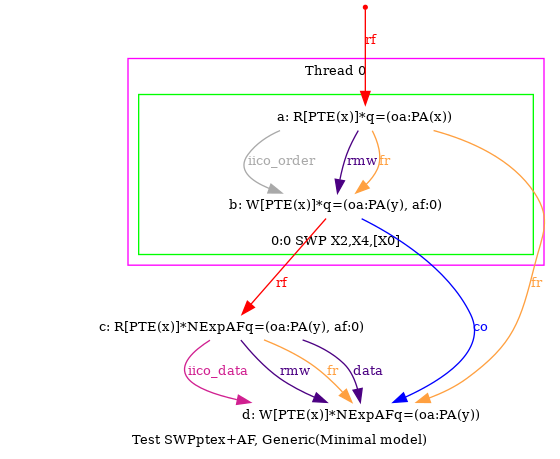 rf
Thread 0
a: R[PTE(x)]*q=(oa:PA(x))
iico_order
rmw
fr
b: W[PTE(x)]*q=(oa:PA(y), af:0)
0:0 SWP X2,X4,[X0]
rf
fr
co
c: R[PTE(x)]*NExpAFq=(oa:PA(y), af:0)
iico_data
rmw
fr
data
d: W[PTE(x)]*NExpAFq=(oa:PA(y))
Test SWPptex+AF, Generic(Minimal model)